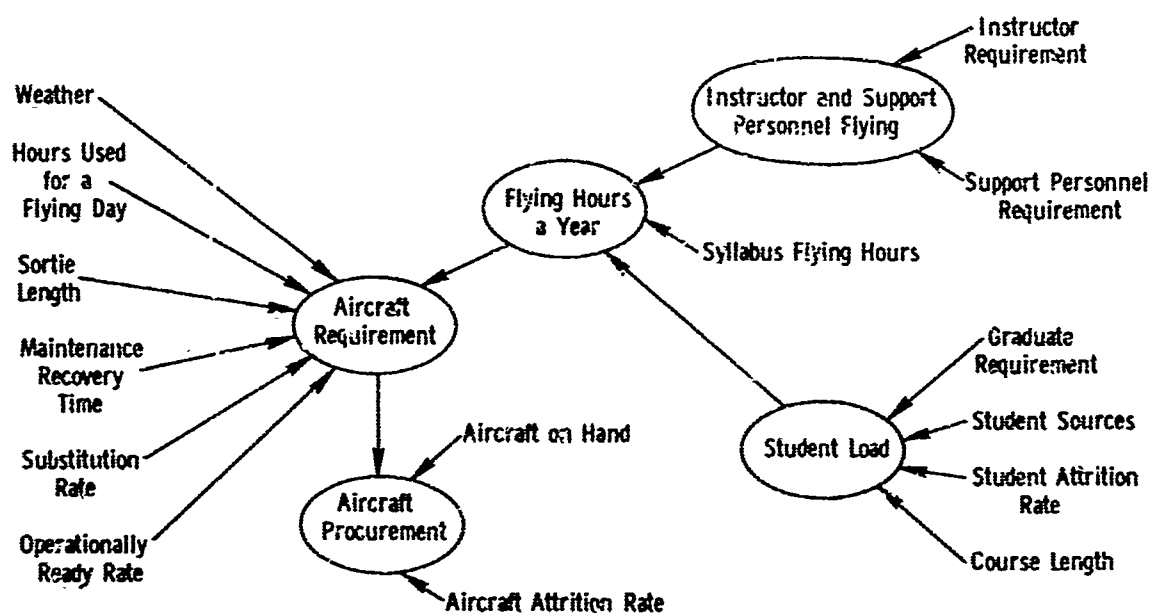 Instructor
Requirement
Instructor and Support
Personnel Flying
Support Personnel
Requirement
Weather
Hours Used
for a
Flying Day
Sortie
Length
Maintenance
Recovery
Time
Substitution
Rate
Operationally
Ready Rate
Flying Hours
a Year
Syllabus Flying Hours
Aircraft
Requirement
Aircraft on Hand
Aircraft
Procurement
Aircraft Attrition Rate
Graduate
Requirement
Student Sources
Student Load
Student Attrition
Rate
Course Length